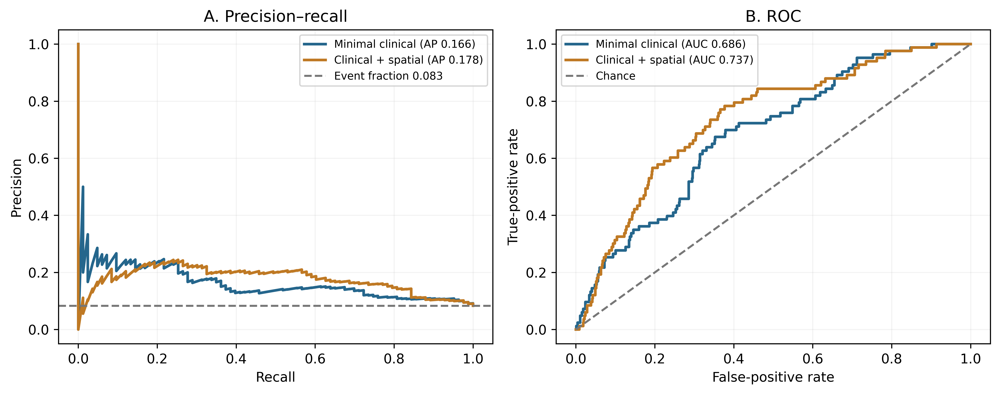 A. Precision–recall
1.0
0.8
0.6
0.4
0.2
0.0
Precision
0.0 0.2 0.4 0.6 0.8 1.0
Recall
Minimal clinical (AP 0.166)
Clinical + spatial (AP 0.178)
Event fraction 0.083
B. ROC
1.0
0.8
0.6
0.4
0.2
0.0
True-positive rate
0.0 0.2 0.4 0.6 0.8 1.0
False-positive rate
Minimal clinical (AUC 0.686)
Clinical + spatial (AUC 0.737)
Chance